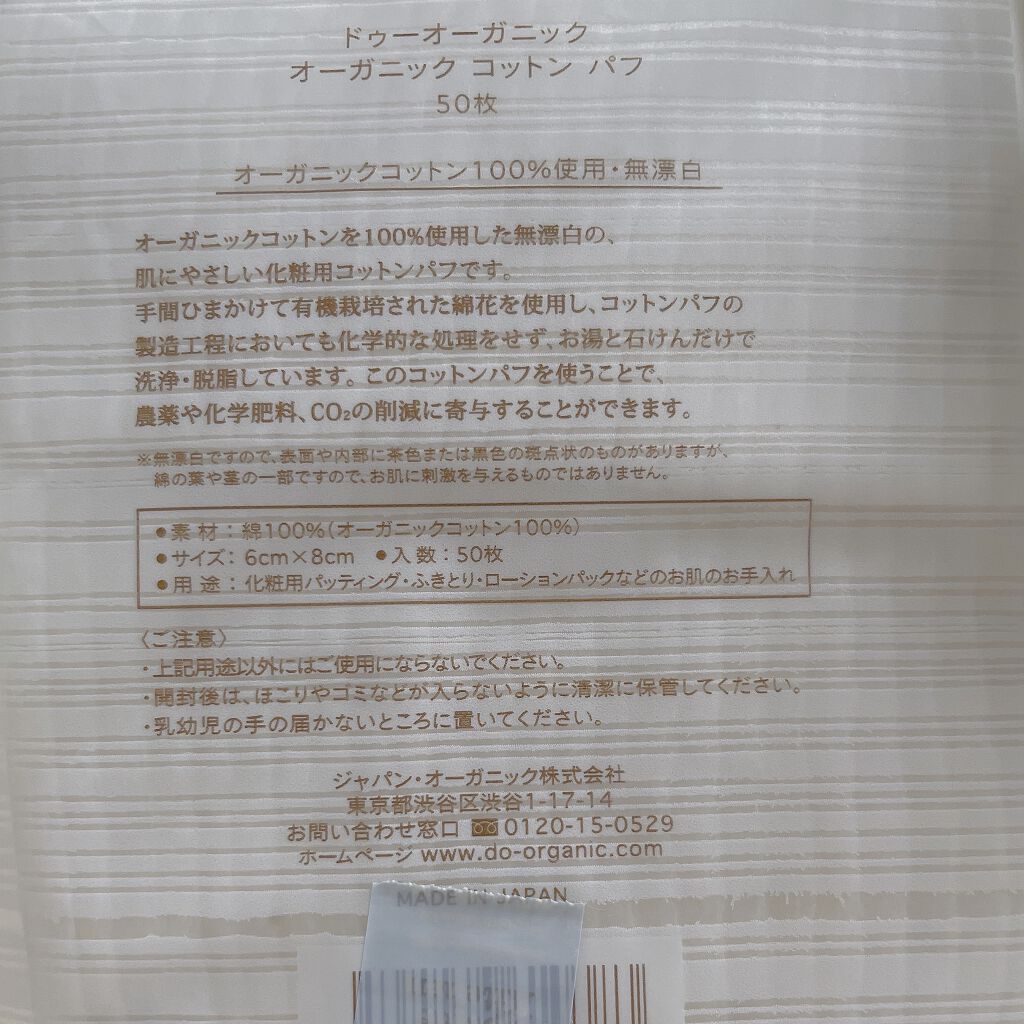 ドゥーオーガニック
オーガニック コットン パフ
50枚
オーガニックコットン100%使用・無漂白
オーガニックコットンを100%使用した無漂白の、
肌にやさしい化粧用コットンパフです。
手間ひまかけて有機栽培された綿花を使用し、コットンパフの
製造工程においても化学的な処理をせず、お湯と石けんだけで
洗浄・脱脂しています。このコットンパフを使うことで、
農薬や化学肥料、CO₂の削減に寄与することができます。
※無漂白ですので、表面や内部に茶色または黒色の斑点状のものがありますが、
綿の葉や茎の一部ですので、お肌に刺激を与えるものではありません。
●素 材 : 綿100%(オーガニックコットン100%)
●サイズ : 6cm×8cm ●入 数 : 50枚
●用 途 : 化粧用パッティング・ふきとり・ローションパックなどのお肌のお手入れ
〈ご注意〉
・上記用途以外にはご使用にならないでください。
・開封後は、ほこりやゴミなどが入らないように清潔に保管してください。
・乳幼児の手の届かないところに置いてください。
ジャパン・オーガニック株式会社
東京都渋谷区渋谷1-17-14
お問い合わせ窓口 0120-15-0529
ホームページ www.do-organic.com
MADE IN JAPAN